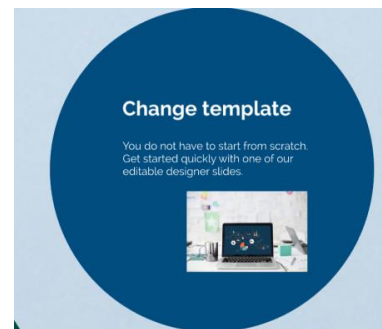 Change template
You do not have to start from scratch.
Get started quickly with one of our
editable designer slides.